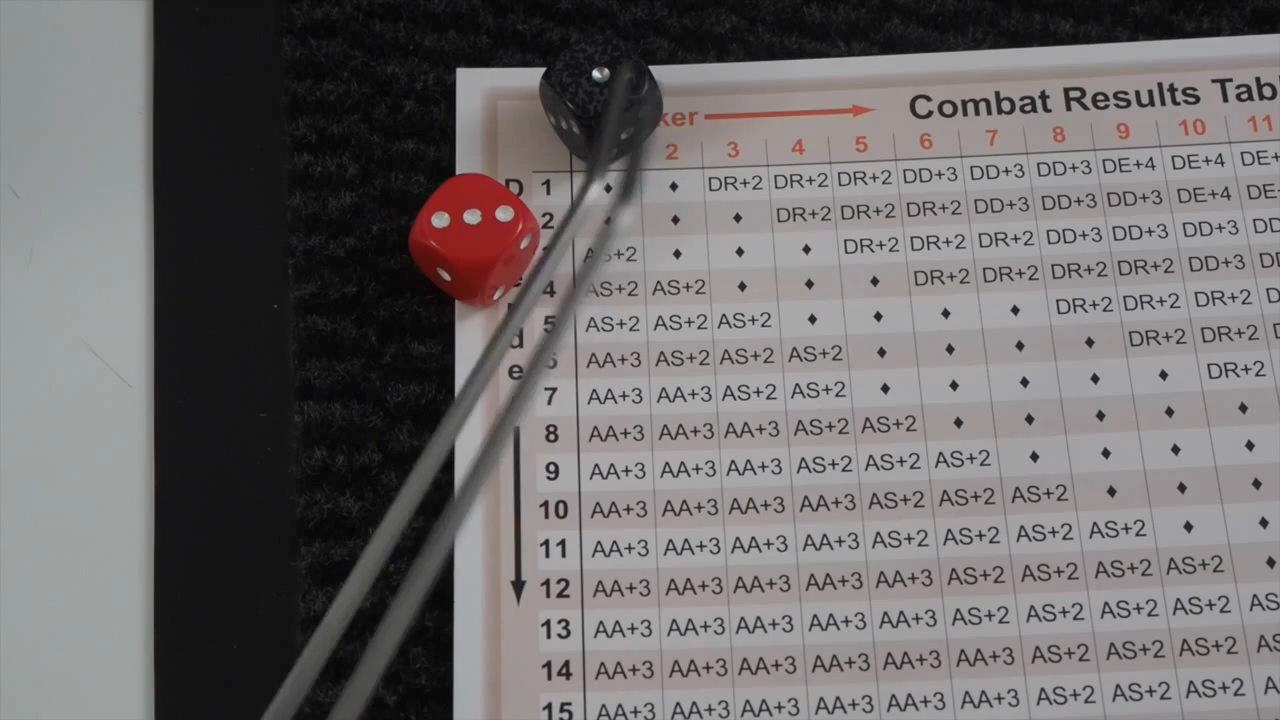 ker
Combat Results Tab
2 3 4 5 6 7 8 9 10 11
D
1 ♦ ♦ DR+2 DR+2 DR+2 DD+3 DD+3 DD+3 DE+4 DE+4 DE+
2 ♦ ♦ ♦ DR+2 DR+2 DR+2 DD+3 DD+3 DD+3 DE+4 DE
AS+2 ♦ ♦ ♦ DR+2 DR+2 DR+2 DD+3 DD+3 DD+3 DD
4 AS+2 AS+2 ♦ ♦ ♦ DR+2 DR+2 DR+2 DR+2 DD+3 DD
5 AS+2 AS+2 AS+2 ♦ ♦ ♦ ♦ DR+2 DR+2 DR+2 D
d
6 AA+3 AS+2 AS+2 AS+2 ♦ ♦ ♦ ♦ DR+2 DR+2
e
7 AA+3 AA+3 AS+2 AS+2 ♦ ♦ ♦ ♦ ♦ DR+2
8 AA+3 AA+3 AA+3 AS+2 AS+2 ♦ ♦ ♦ ♦ ♦
9 AA+3 AA+3 AA+3 AS+2 AS+2 AS+2 ♦ ♦ ♦ ♦
10 AA+3 AA+3 AA+3 AA+3 AS+2 AS+2 AS+2 ♦ ♦ ♦
11 AA+3 AA+3 AA+3 AA+3 AS+2 AS+2 AS+2 AS+2 ♦ ♦
12 AA+3 AA+3 AA+3 AA+3 AA+3 AS+2 AS+2 AS+2 AS+2 ♦
13 AA+3 AA+3 AA+3 AA+3 AA+3 AS+2 AS+2 AS+2 AS+2 AS
14 AA+3 AA+3 AA+3 AA+3 AA+3 AA+3 AS+2 AS+2 AS+2 AS
15 AA+3 AA+3 AA+3 AA+3 AA+3 AA+3 AS+2 AS+2 AS+2 A